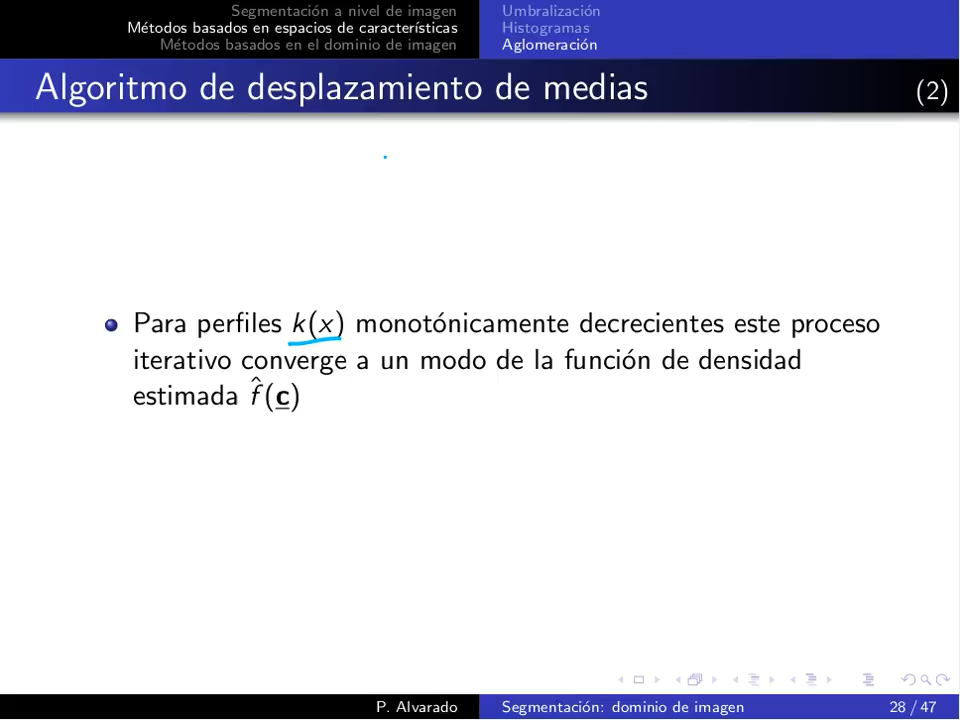 Segmentación a nivel de imagen
Métodos basados en espacios de características
Métodos basados en el dominio de imagen
Umbralización
Histogramas
Aglomeración
Algoritmo de desplazamiento de medias (2)
Para perfiles k(x) monotónicamente decrecientes este proceso
iterativo converge a un modo de la función de densidad
estimada f̂(c̲)
P. Alvarado
Segmentación: dominio de imagen
28 / 47